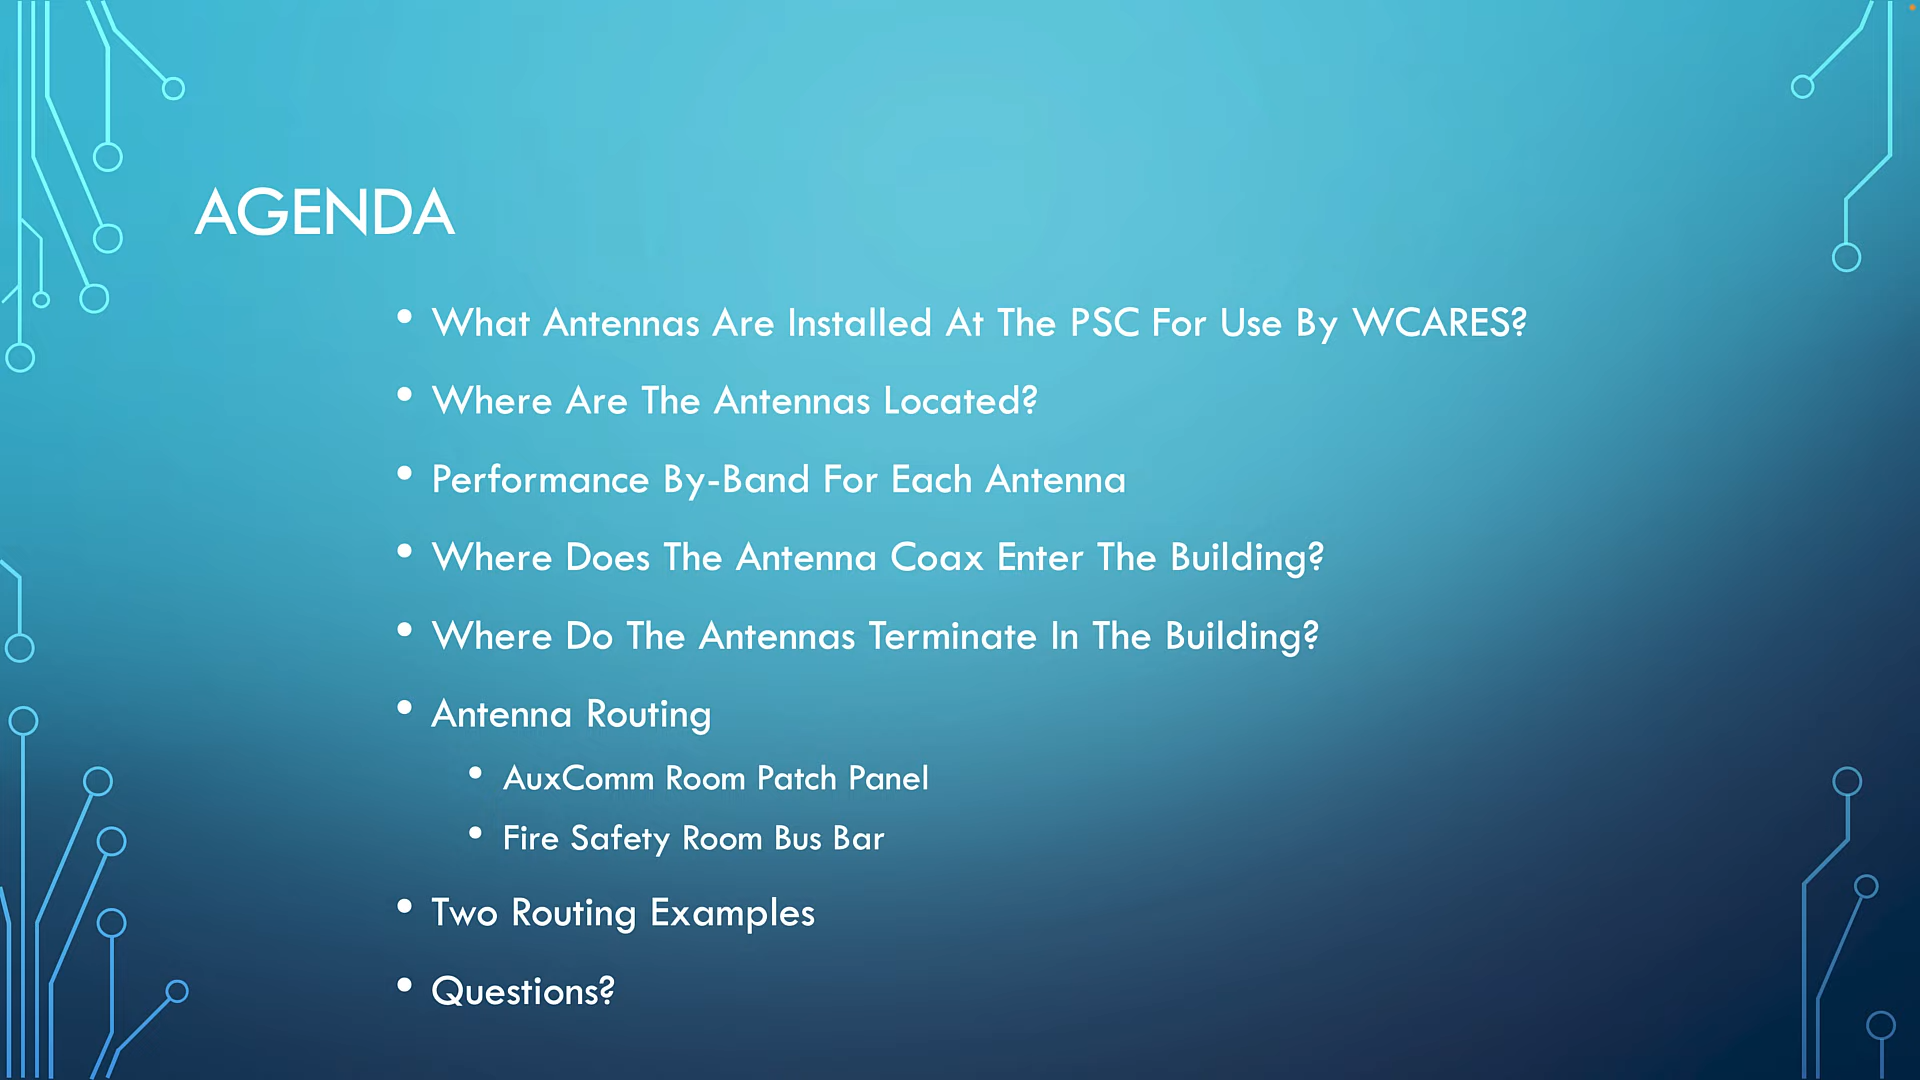 AGENDA
• What Antennas Are Installed At The PSC For Use By WCARES?
• Where Are The Antennas Located?
• Performance By-Band For Each Antenna
• Where Does The Antenna Coax Enter The Building?
• Where Do The Antennas Terminate In The Building?
• Antenna Routing
• AuxComm Room Patch Panel
• Fire Safety Room Bus Bar
• Two Routing Examples
• Questions?